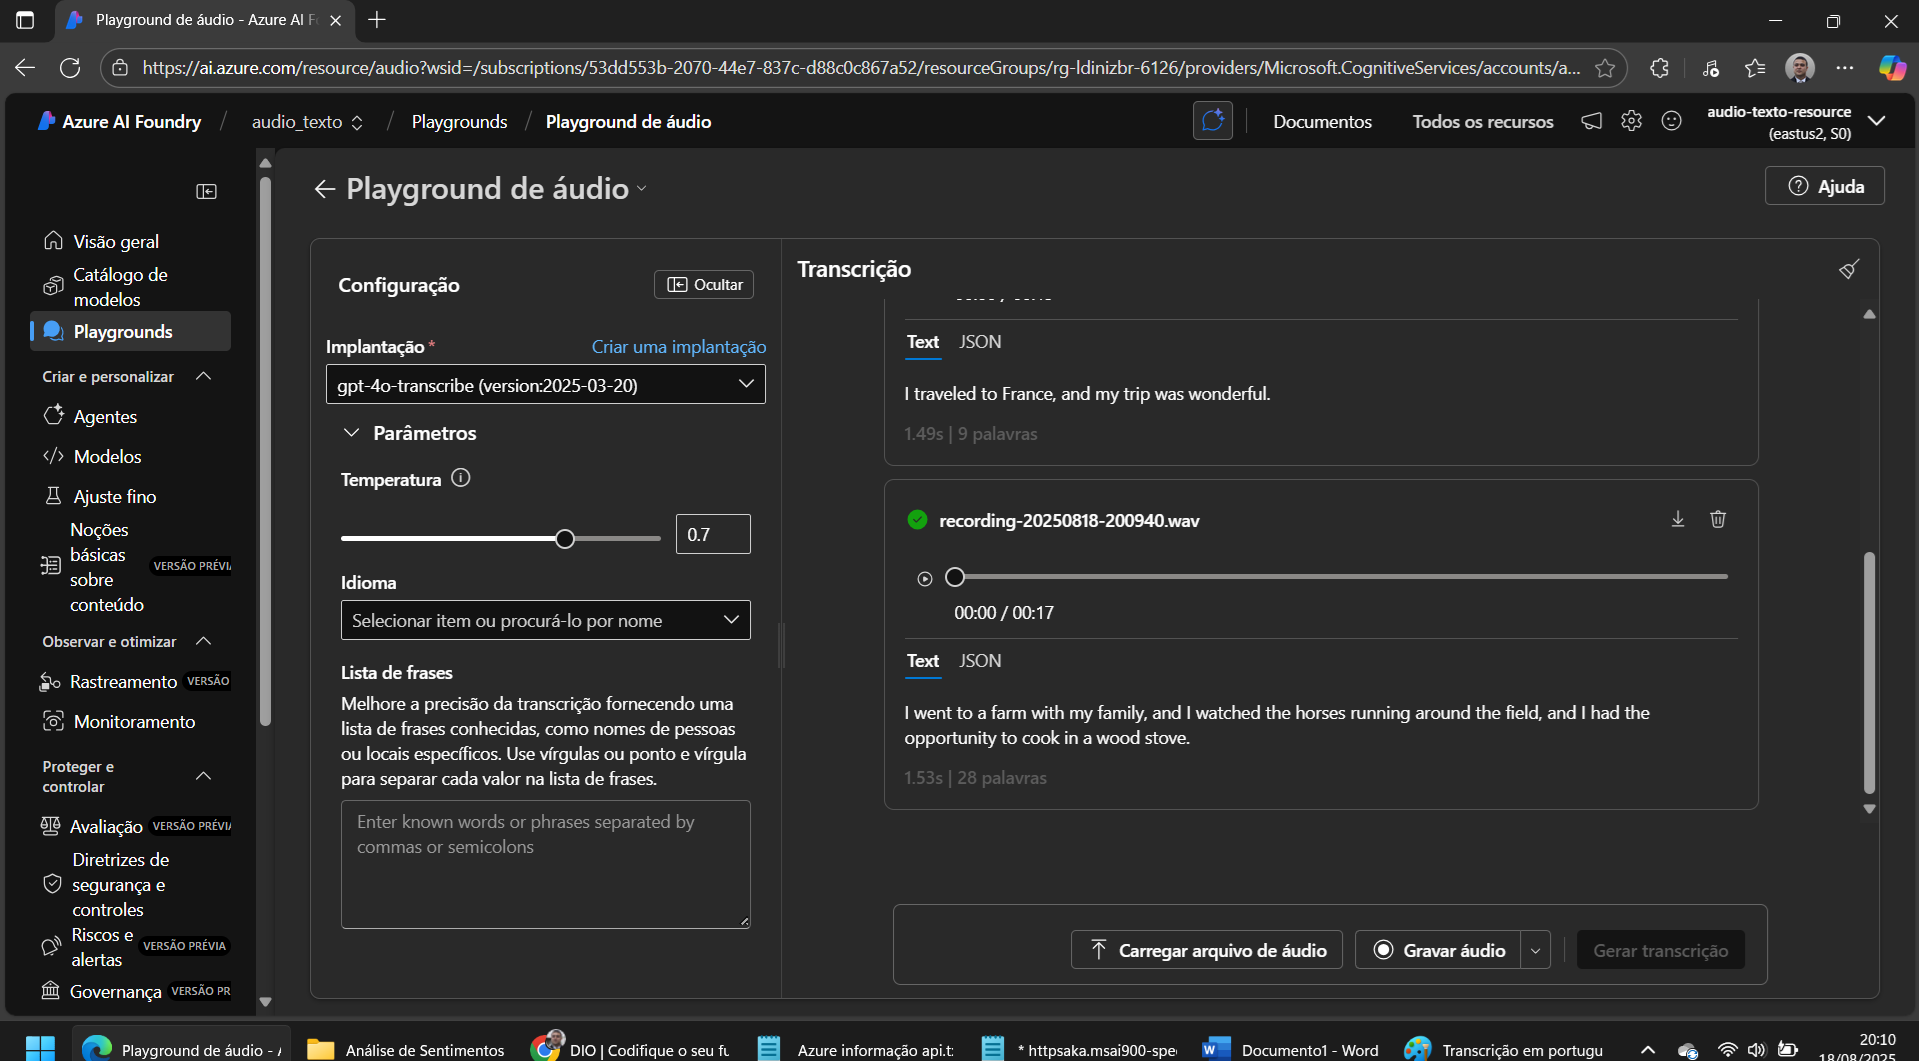 Playground de áudio - Azure AI F
https://ai.azure.com/resource/audio?wsid=/subscriptions/53dd553b-2070-44e7-837c-d88c0c867a52/resourceGroups/rg-ldinizbr-6126/providers/Microsoft.CognitiveServices/accounts/a...
Azure AI Foundry / audio_texto / Playgrounds / Playground de áudio
Documentos
Todos os recursos
audio-texto-resource
(eastus2, S0)
Visão geral
Catálogo de
modelos
Playgrounds
Criar e personalizar
Agentes
Modelos
Ajuste fino
Noções
básicas
sobre
conteúdo
VERSÃO PRÉVI
Observar e otimizar
Rastreamento VERSÃO
Monitoramento
Proteger e
controlar
Avaliação VERSÃO PRÉVI
Diretrizes de
segurança e
controles
Riscos e
alertas
VERSÃO PRÉVIA
Governança VERSÃO PR
Playground de áudio
Ajuda
Configuração
Ocultar
Implantação *
Criar uma implantação
gpt-4o-transcribe (version:2025-03-20)
Parâmetros
Temperatura
0.7
Idioma
Selecionar item ou procurá-lo por nome
Lista de frases
Melhore a precisão da transcrição fornecendo uma
lista de frases conhecidas, como nomes de pessoas
ou locais específicos. Use vírgulas ou ponto e vírgula
para separar cada valor na lista de frases.
Enter known words or phrases separated by
commas or semicolons
Transcrição
Text JSON
I traveled to France, and my trip was wonderful.
1.49s | 9 palavras
recording-20250818-200940.wav
00:00 / 00:17
Text JSON
I went to a farm with my family, and I watched the horses running around the field, and I had the
opportunity to cook in a wood stove.
1.53s | 28 palavras
Carregar arquivo de áudio
Gravar áudio
Gerar transcrição
Playground de áudio -
Análise de Sentimentos
DIO | Codifique o seu fu
Azure informação api.t
* httpsaka.msai900-spe
Documento1 - Word
Transcrição em portugu
20:10
18/08/2025